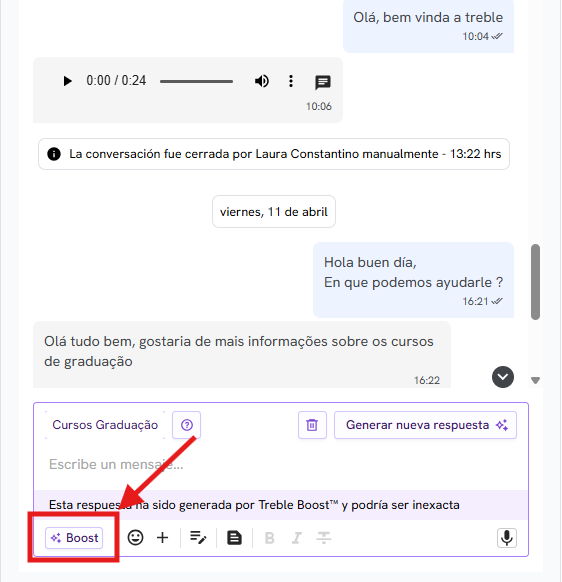 Olá, bem vinda a treble
10:04
0:00 / 0:24
10:06
La conversación fue cerrada por Laura Constantino manualmente - 13:22 hrs
viernes, 11 de abril
Hola buen día,
En que podemos ayudarle ?
16:21
Olá tudo bem, gostaria de mais informações sobre os cursos
de graduação
16:22
Cursos Graduação
Generar nueva respuesta
Escribe un mensaje...
Esta respuesta ha sido generada por Treble Boost™ y podría ser inexacta
Boost
B I S